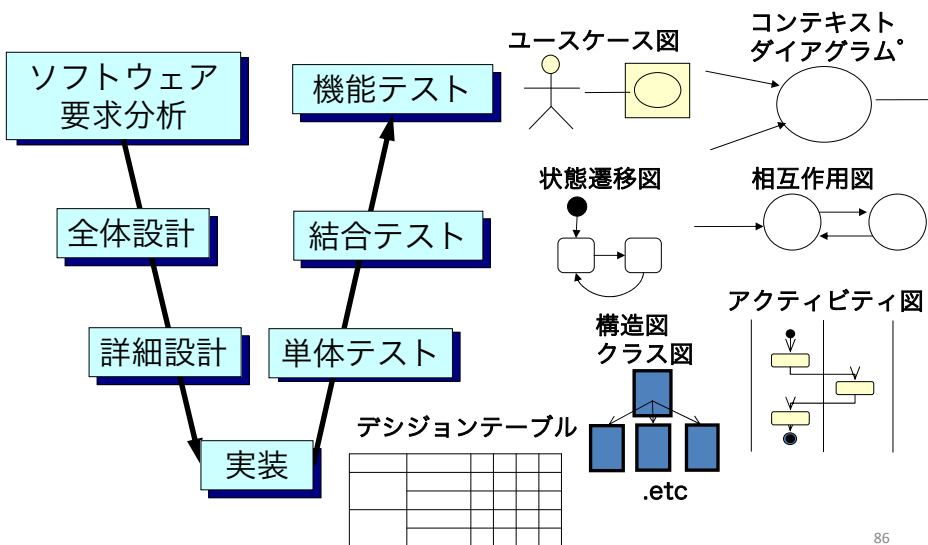 ソフトウェア
要求分析
機能テスト
ユースケース図
コンテキスト
ダイアグラム゜
全体設計
結合テスト
状態遷移図
相互作用図
詳細設計
単体テスト
構造図
クラス図
アクティビティ図
デシジョンテーブル
実装
.etc
86